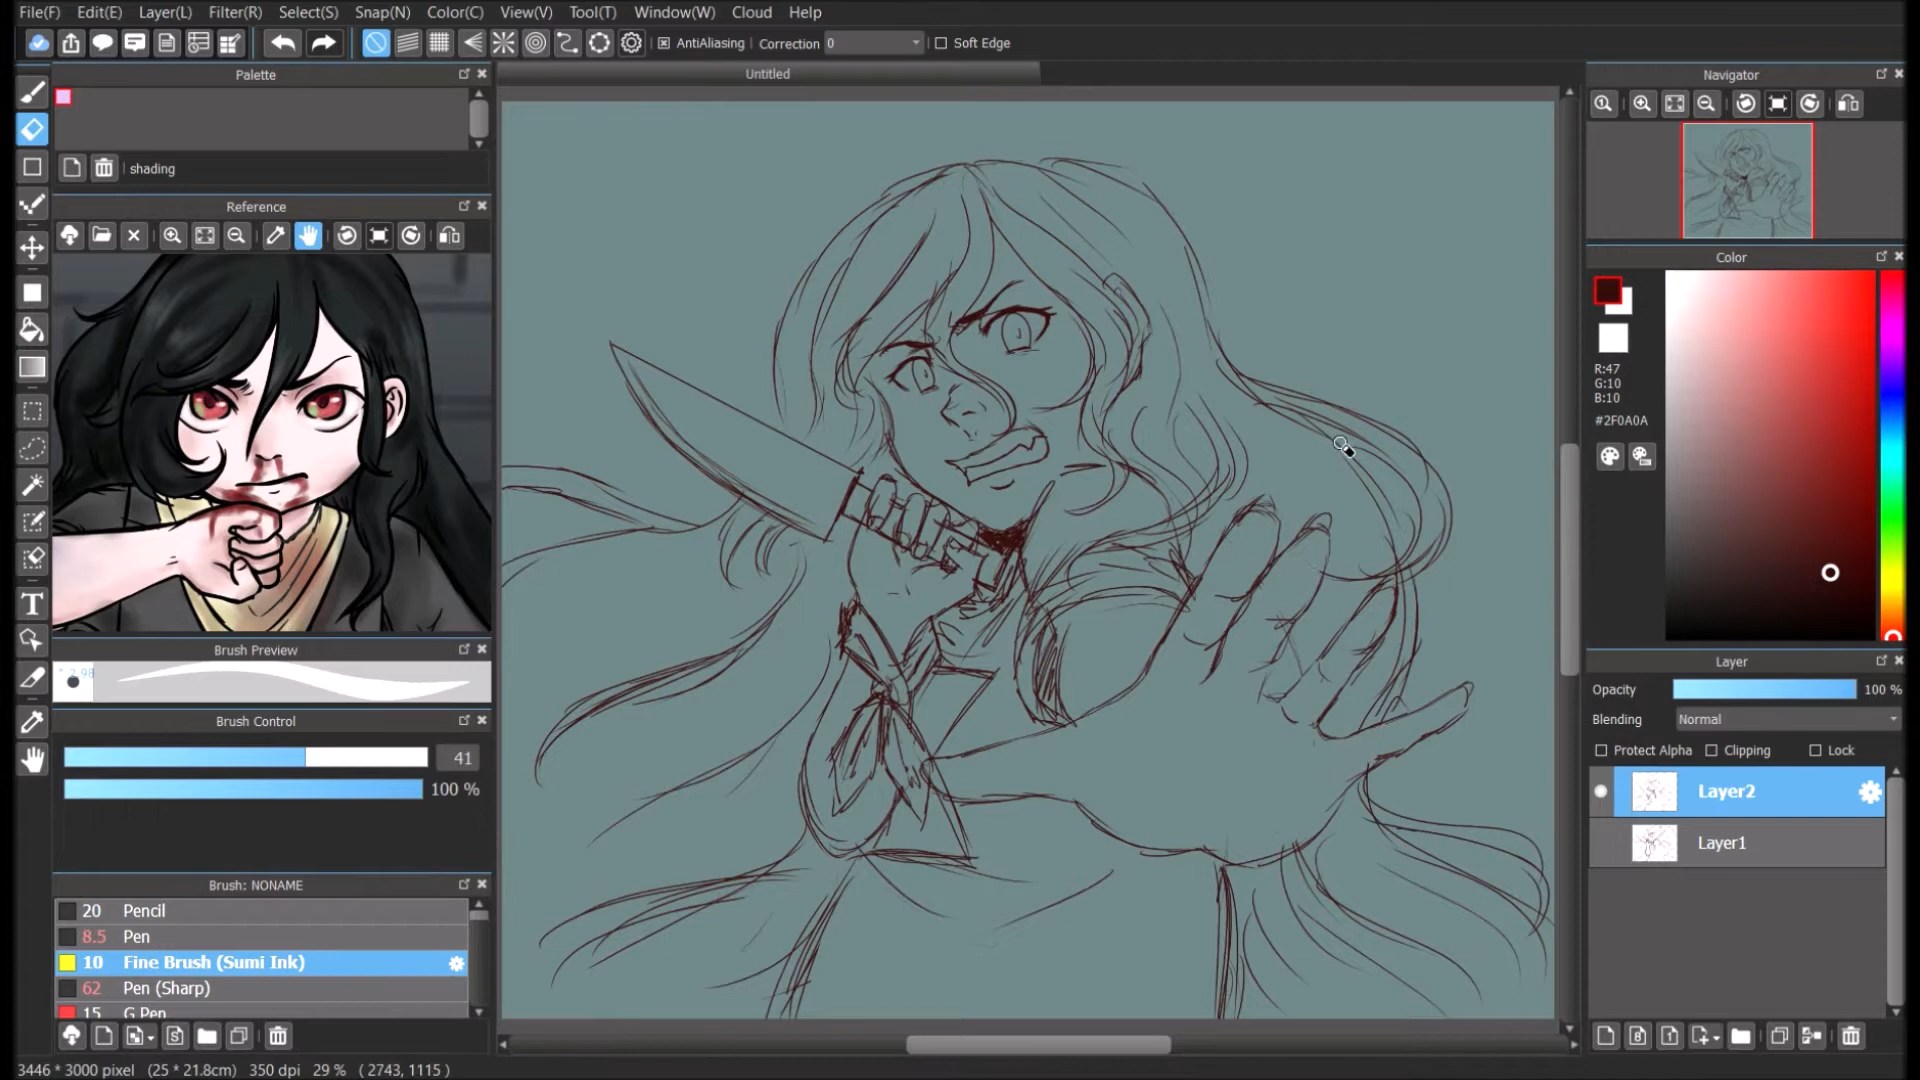 File(F) Edit(E) Layer(L) Filter(R) Select(S) Snap(N) Color(C) View(V) Tool(T) Window(W) Cloud Help
AntiAliasing Correction 0 Soft Edge
Palette
shading
Reference
Brush Preview
2.98
Brush Control
41
100 %
Brush: NONAME
20 Pencil
8.5 Pen
10 Fine Brush (Sumi Ink)
62 Pen (Sharp)
15 G Pen
3446 * 3000 pixel (25 * 21.8cm) 350 dpi 29 % ( 2743, 1115 )
Untitled
Navigator
Color
R:47
G:10
B:10
#2F0A0A
Layer
Opacity 100 %
Blending Normal
Protect Alpha Clipping Lock
Layer2
Layer1